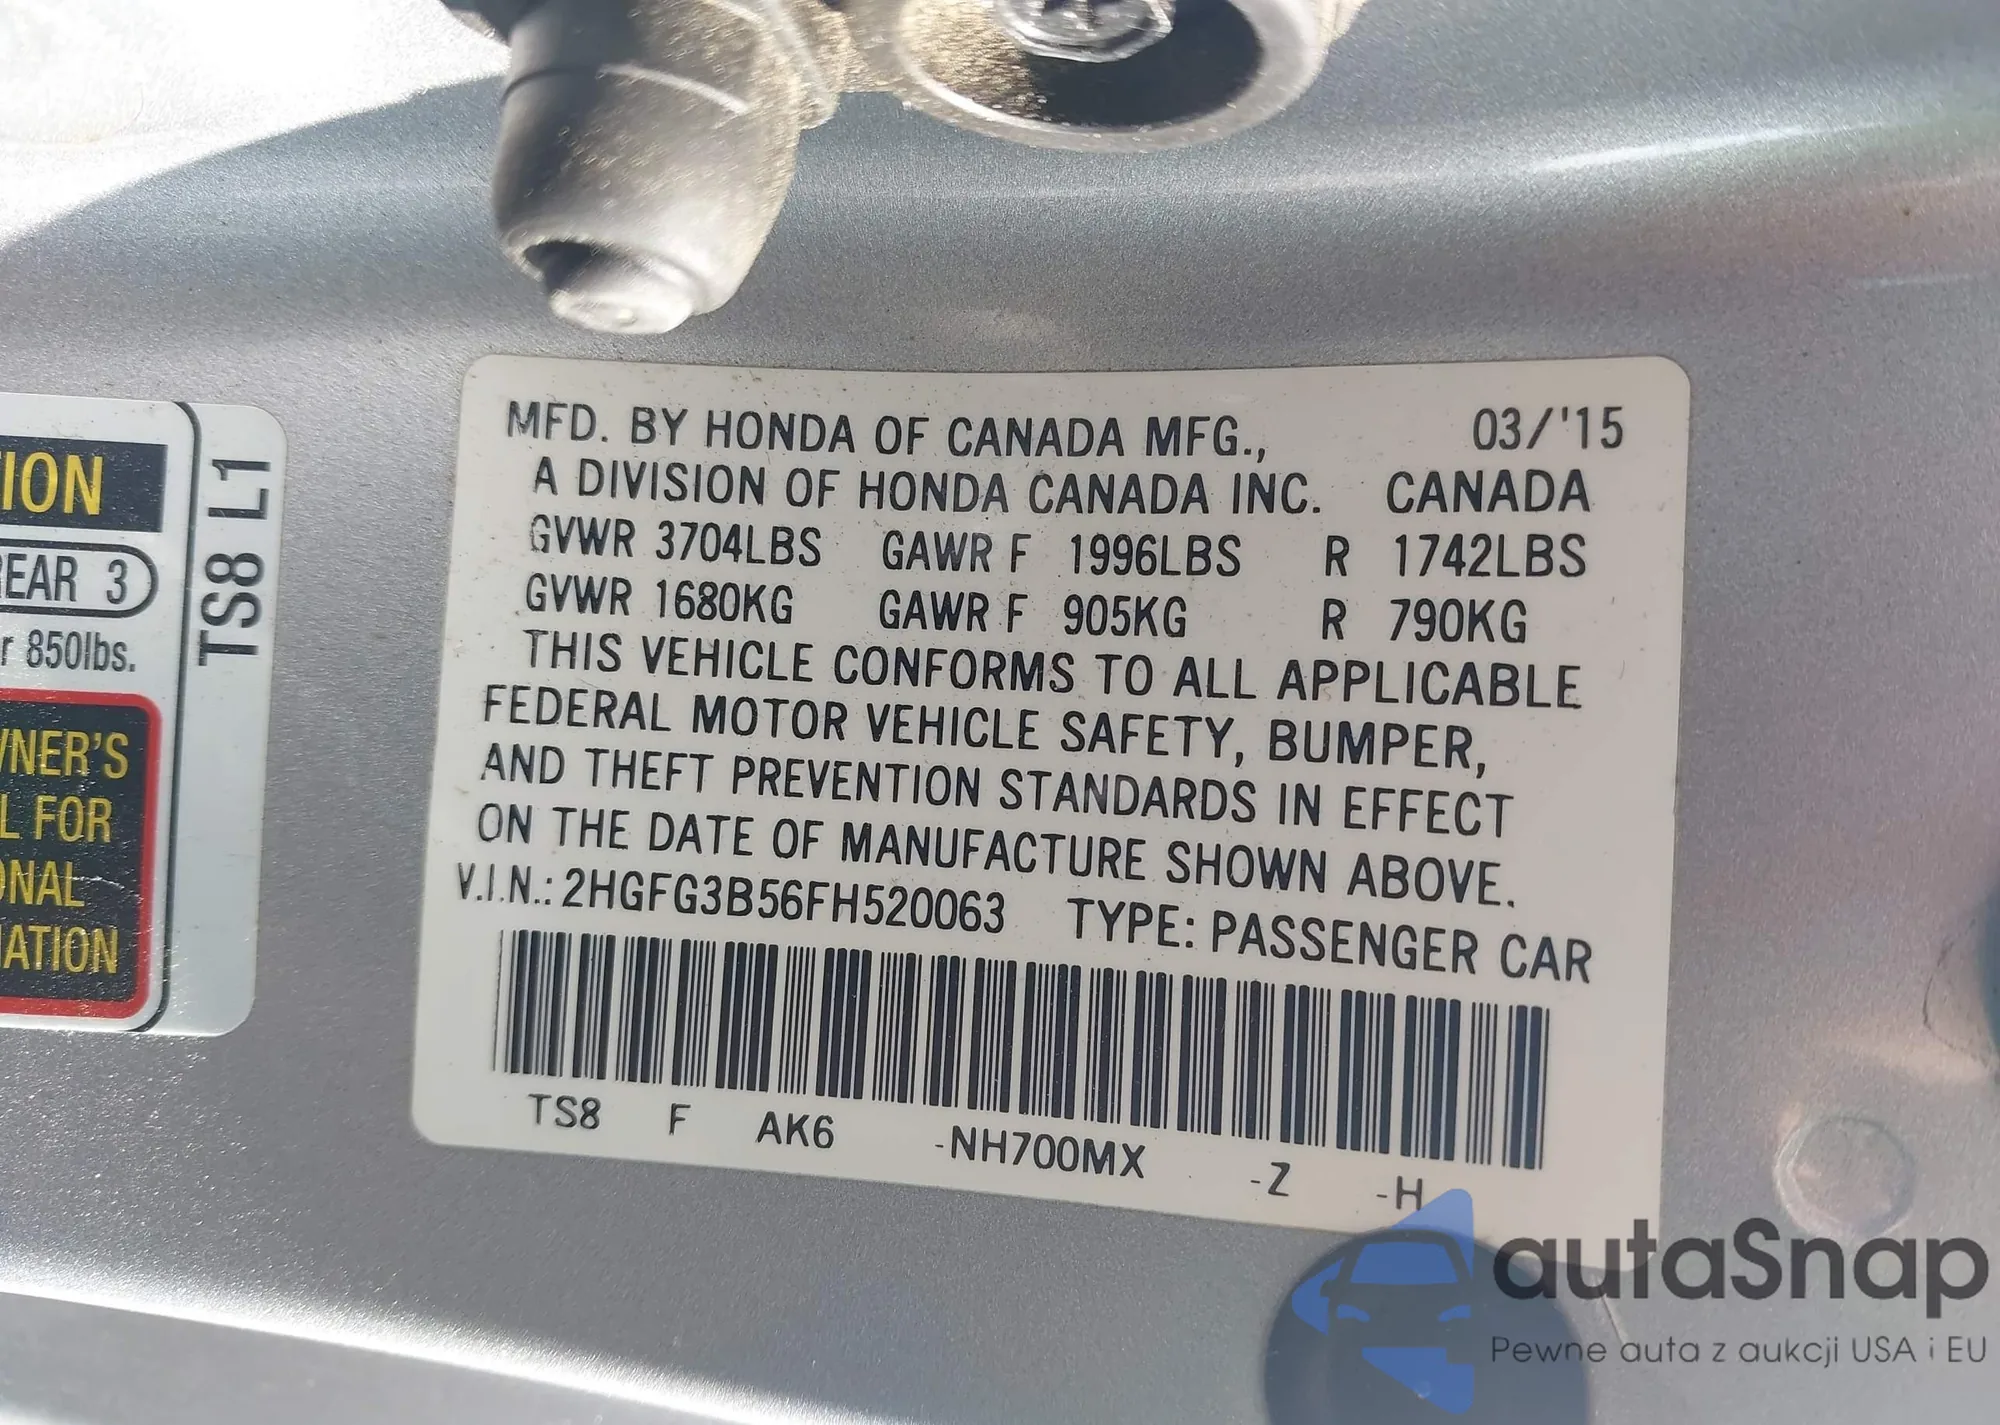 TION
REAR 3
r 850lbs.
WNER'S
L FOR
ONAL
MATION
TS8 L1
MFD. BY HONDA OF CANADA MFG., 03/'15
A DIVISION OF HONDA CANADA INC. CANADA
GVWR 3704LBS GAWR F 1996LBS R 1742LBS
GVWR 1680KG GAWR F 905KG R 790KG
THIS VEHICLE CONFORMS TO ALL APPLICABLE
FEDERAL MOTOR VEHICLE SAFETY, BUMPER,
AND THEFT PREVENTION STANDARDS IN EFFECT
ON THE DATE OF MANUFACTURE SHOWN ABOVE.
V.I.N.: 2HGFG3B56FH520063 TYPE: PASSENGER CAR
TS8 F AK6 -NH700MX -Z -H
autaSnap
Pewne auta z aukcji USA i EU